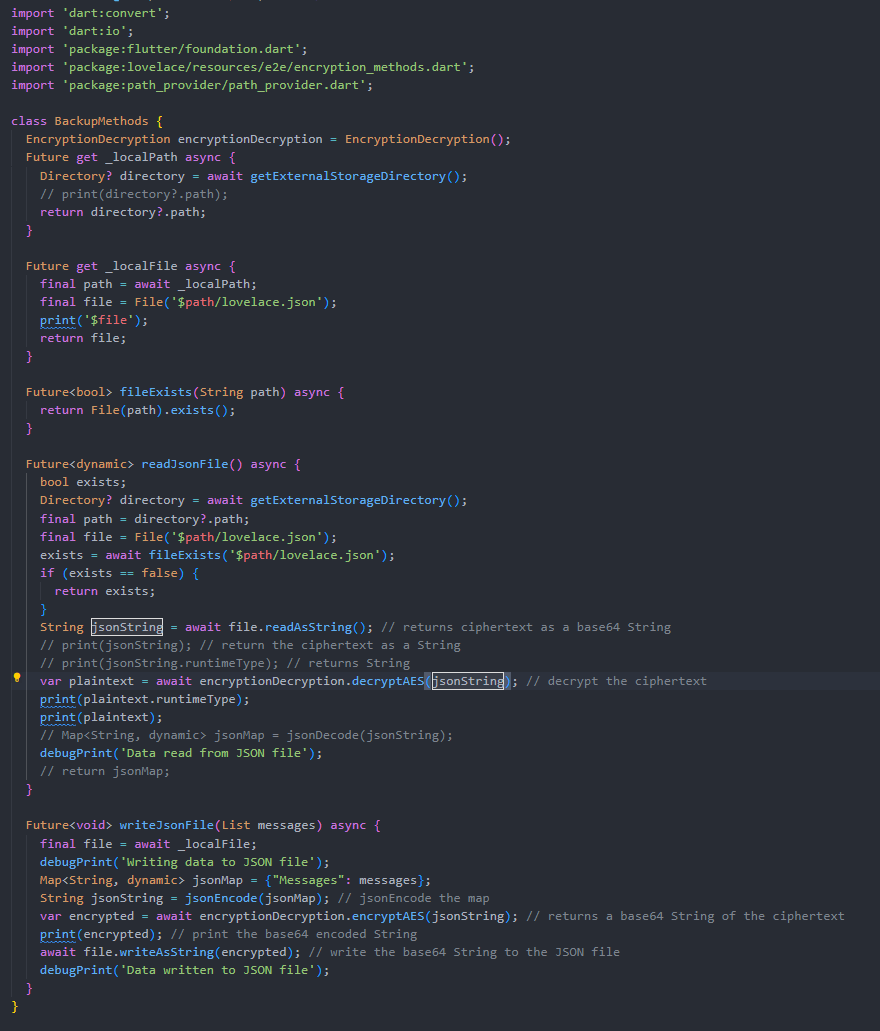 import 'dart:convert';
import 'dart:io';
import 'package:flutter/foundation.dart';
import 'package:lovelace/resources/e2e/encryption_methods.dart';
import 'package:path_provider/path_provider.dart';

class BackupMethods {
  EncryptionDecryption encryptionDecryption = EncryptionDecryption();
  Future get _localPath async {
    Directory? directory = await getExternalStorageDirectory();
    // print(directory?.path);
    return directory?.path;
  }

  Future get _localFile async {
    final path = await _localPath;
    final file = File('$path/lovelace.json');
    print('$file');
    return file;
  }

  Future<bool> fileExists(String path) async {
    return File(path).exists();
  }

  Future<dynamic> readJsonFile() async {
    bool exists;
    Directory? directory = await getExternalStorageDirectory();
    final path = directory?.path;
    final file = File('$path/lovelace.json');
    exists = await fileExists('$path/lovelace.json');
    if (exists == false) {
      return exists;
    }
    String jsonString = await file.readAsString(); // returns ciphertext as a base64 String
    // print(jsonString); // return the ciphertext as a String
    // print(jsonString.runtimeType); // returns String
    var plaintext = await encryptionDecryption.decryptAES(jsonString); // decrypt the ciphertext
    print(plaintext.runtimeType);
    print(plaintext);
    // Map<String, dynamic> jsonMap = jsonDecode(jsonString);
    debugPrint('Data read from JSON file');
    // return jsonMap;
  }

  Future<void> writeJsonFile(List messages) async {
    final file = await _localFile;
    debugPrint('Writing data to JSON file');
    Map<String, dynamic> jsonMap = {"Messages": messages};
    String jsonString = jsonEncode(jsonMap); // jsonEncode the map
    var encrypted = await encryptionDecryption.encryptAES(jsonString); // returns a base64 String of the ciphertext
    print(encrypted); // print the base64 encoded String
    await file.writeAsString(encrypted); // write the base64 String to the JSON file
    debugPrint('Data written to JSON file');
  }
}